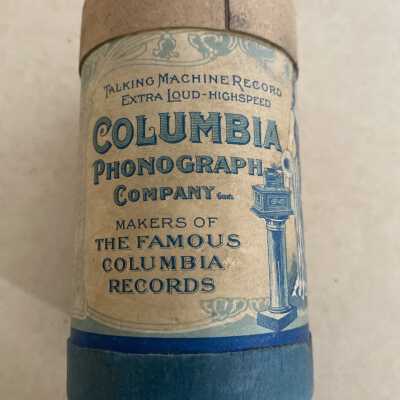 TALKING MACHINE RECORD
EXTRA LOUD-HIGHSPEED
COLUMBIA
PHONOGRAPH
COMPANY
MAKERS OF
THE FAMOUS
COLUMBIA
RECORDS